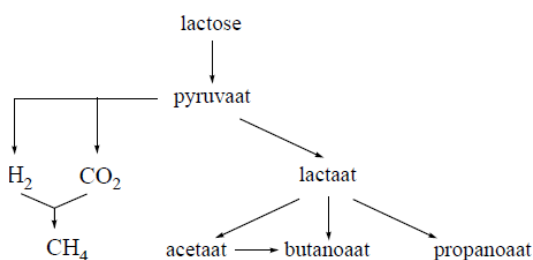 lactose
pyruvaat
H₂ CO₂ lactaat
CH₄ acetaat butanoaat propanoaat